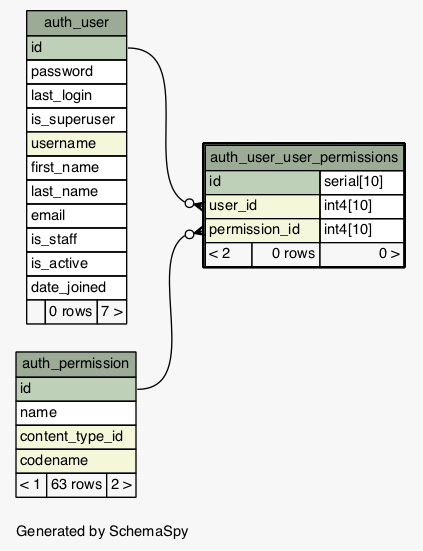 auth_user
id
password
last_login
is_superuser
username
first_name
last_name
email
is_staff
is_active
date_joined
0 rows 7 >
auth_user_user_permissions
id serial[10]
user_id int4[10]
permission_id int4[10]
< 2 0 rows 0 >
auth_permission
id
name
content_type_id
codename
< 1 63 rows 2 >
Generated by SchemaSpy